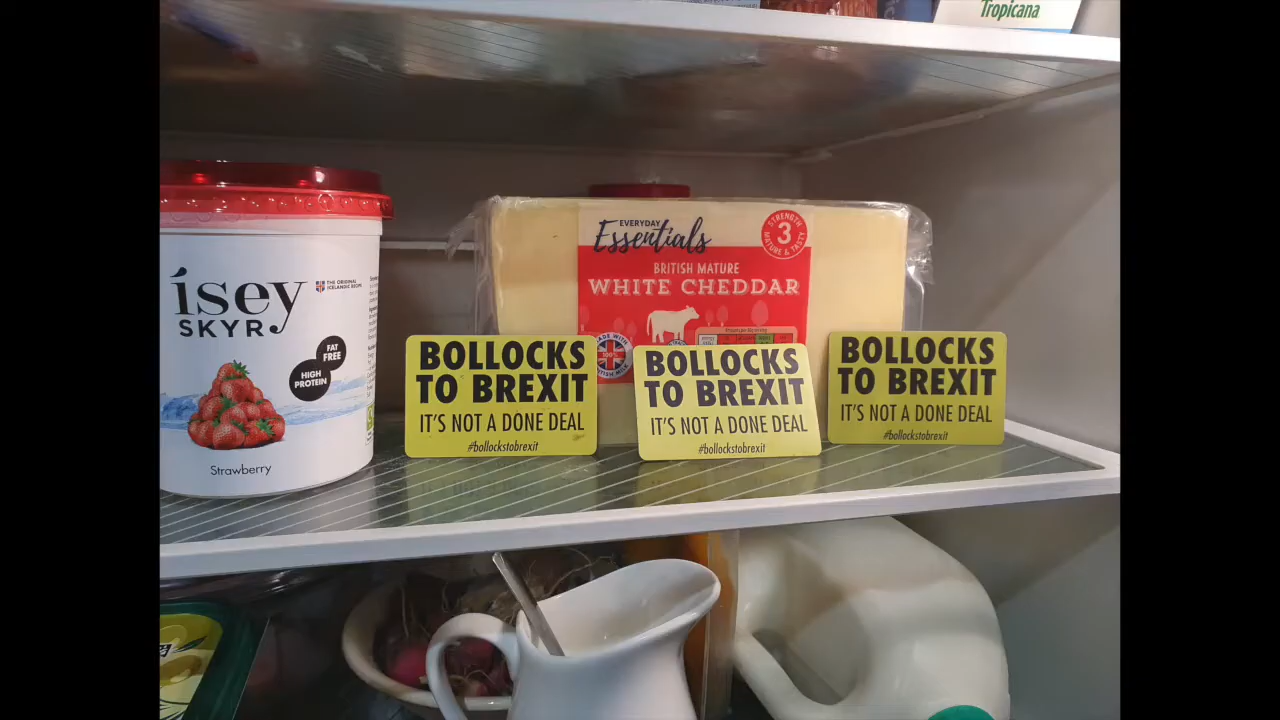 Tropicana
ísey
SKYR
THE ORIGINAL
ICELANDIC RECIPE
FAT
FREE
HIGH
PROTEIN
Strawberry
EVERYDAY
Essentials
STRENGTH
3
MATURE & TASTY
BRITISH MATURE
WHITE CHEDDAR
100%
BOLLOCKS
TO BREXIT
IT'S NOT A DONE DEAL
#bollockstobrexit
BOLLOCKS
TO BREXIT
IT'S NOT A DONE DEAL
#bollockstobrexit
BOLLOCKS
TO BREXIT
IT'S NOT A DONE DEAL
#bollockstobrexit